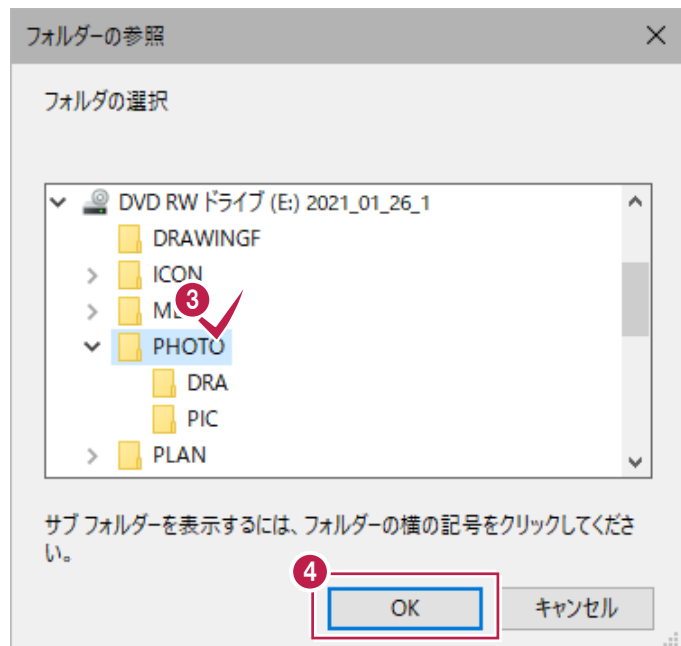 フォルダーの参照
フォルダの選択
DVD RW ドライブ (E:) 2021_01_26_1
DRAWINGF
ICON
3
PHOTO
DRA
PIC
PLAN
サブ フォルダーを表示するには、フォルダーの横の記号をクリックしてくださ
い。
4
OK
キャンセル